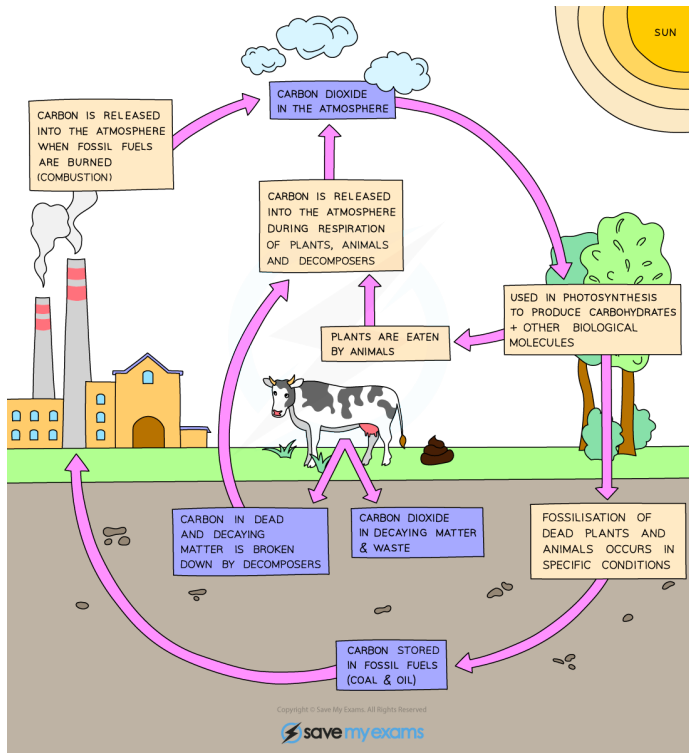 SUN
CARBON DIOXIDE
IN THE ATMOSPHERE
CARBON IS RELEASED
INTO THE ATMOSPHERE
WHEN FOSSIL FUELS
ARE BURNED
(COMBUSTION)
CARBON IS RELEASED
INTO THE ATMOSPHERE
DURING RESPIRATION
OF PLANTS, ANIMALS
AND DECOMPOSERS
USED IN PHOTOSYNTHESIS
TO PRODUCE CARBOHYDRATES
+ OTHER BIOLOGICAL
MOLECULES
PLANTS ARE EATEN
BY ANIMALS
CARBON IN DEAD
AND DECAYING
MATTER IS BROKEN
DOWN BY DECOMPOSERS
CARBON DIOXIDE
IN DECAYING MATTER
& WASTE
FOSSILISATION OF
DEAD PLANTS AND
ANIMALS OCCURS IN
SPECIFIC CONDITIONS
CARBON STORED
IN FOSSIL FUELS
(COAL & OIL)
Copyright © Save My Exams. All Rights Reserved
save my exams